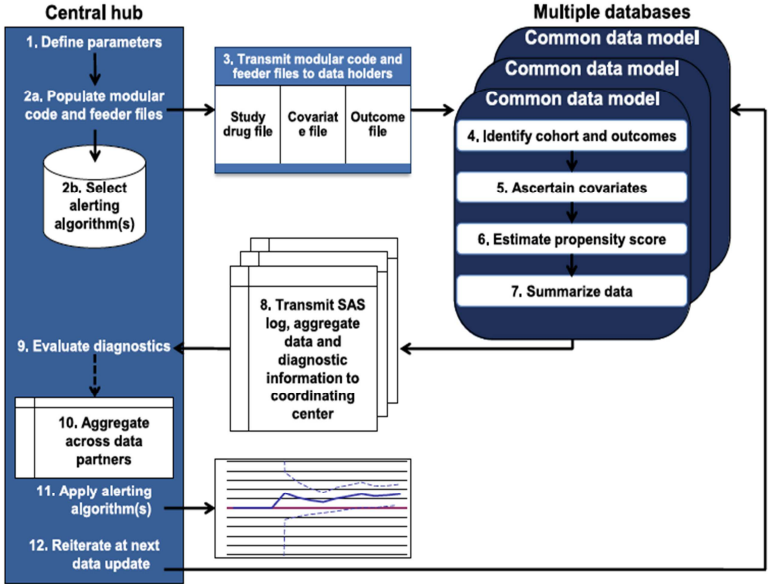 Central hub
1. Define parameters
2a. Populate modular
code and feeder files
2b. Select
alerting
algorithm(s)
3. Transmit modular code and
feeder files to data holders
Study
drug file
Covariat
e file
Outcome
file
Multiple databases
Common data model
Common data model
Common data model
4. Identify cohort and outcomes
5. Ascertain covariates
6. Estimate propensity score
7. Summarize data
8. Transmit SAS
log, aggregate
data and
diagnostic
information to
coordinating
center
9. Evaluate diagnostics
10. Aggregate
across data
partners
11. Apply alerting
algorithm(s)
12. Reiterate at next
data update